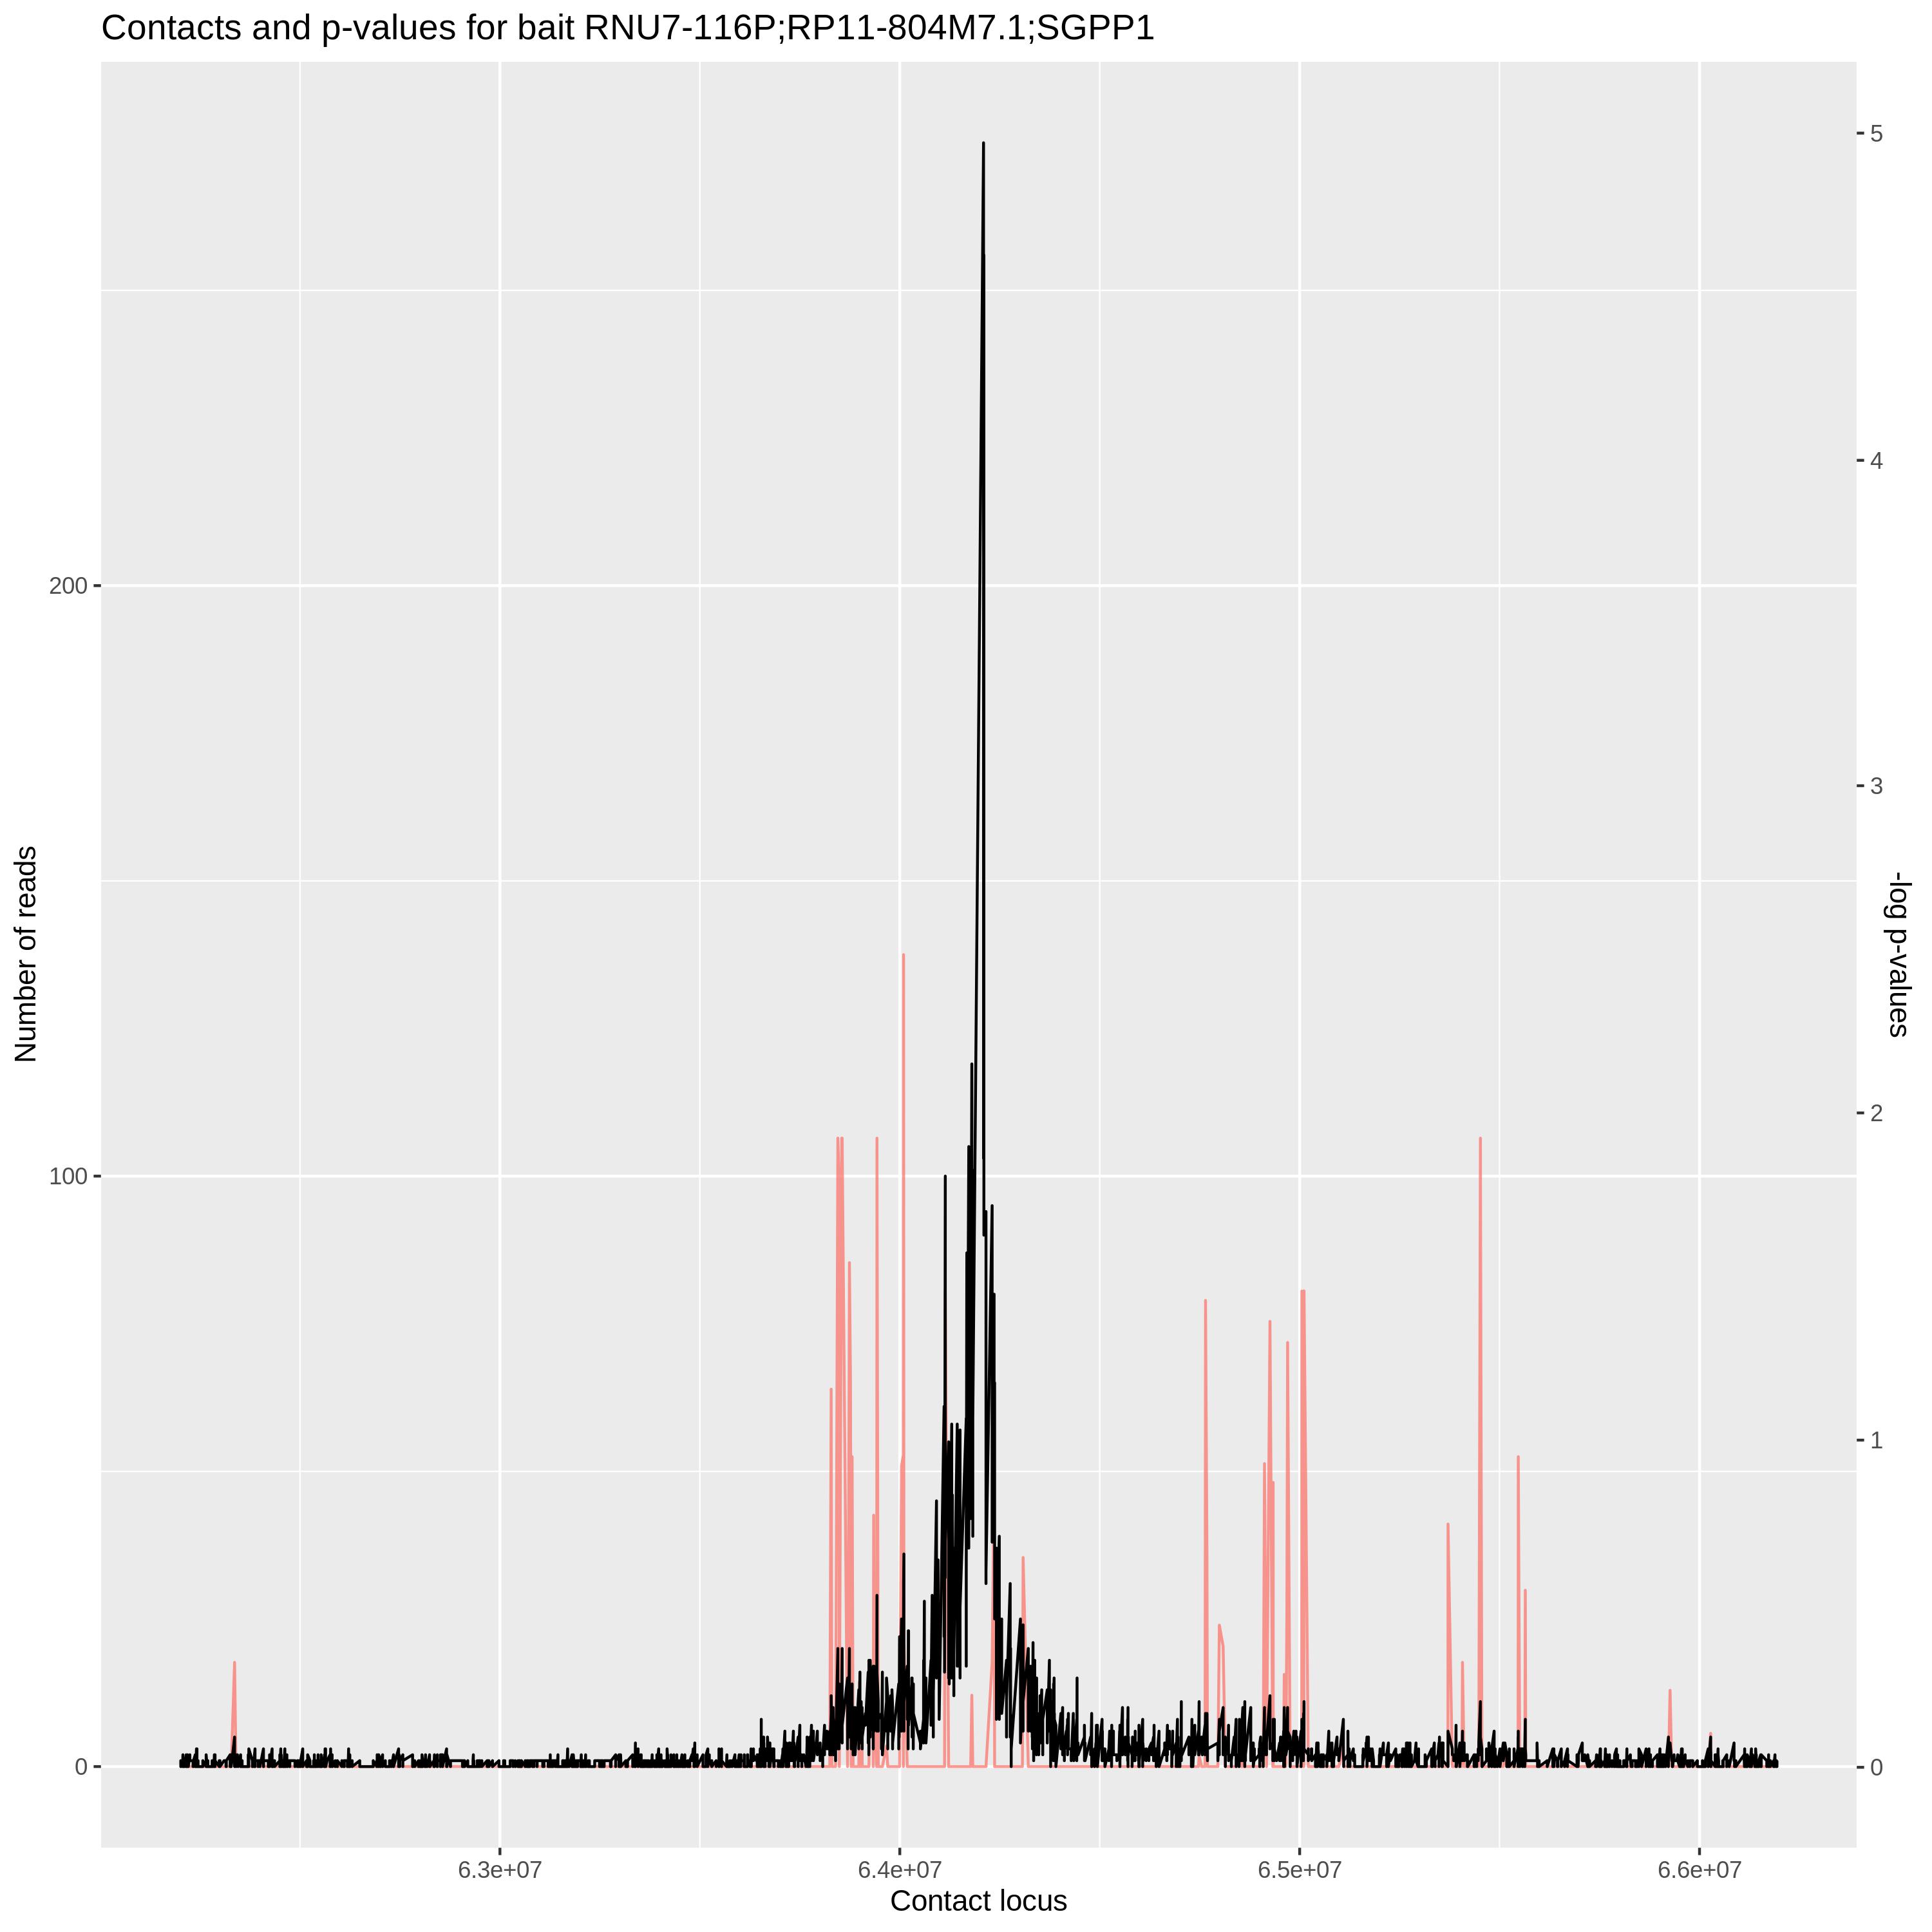 Contacts and p-values for bait RNU7-116P;RP11-804M7.1;SGPP1
Number of reads
200
100
0
5
4
3
2
1
0
-log p-values
6.3e+07
6.4e+07
6.5e+07
6.6e+07
Contact locus